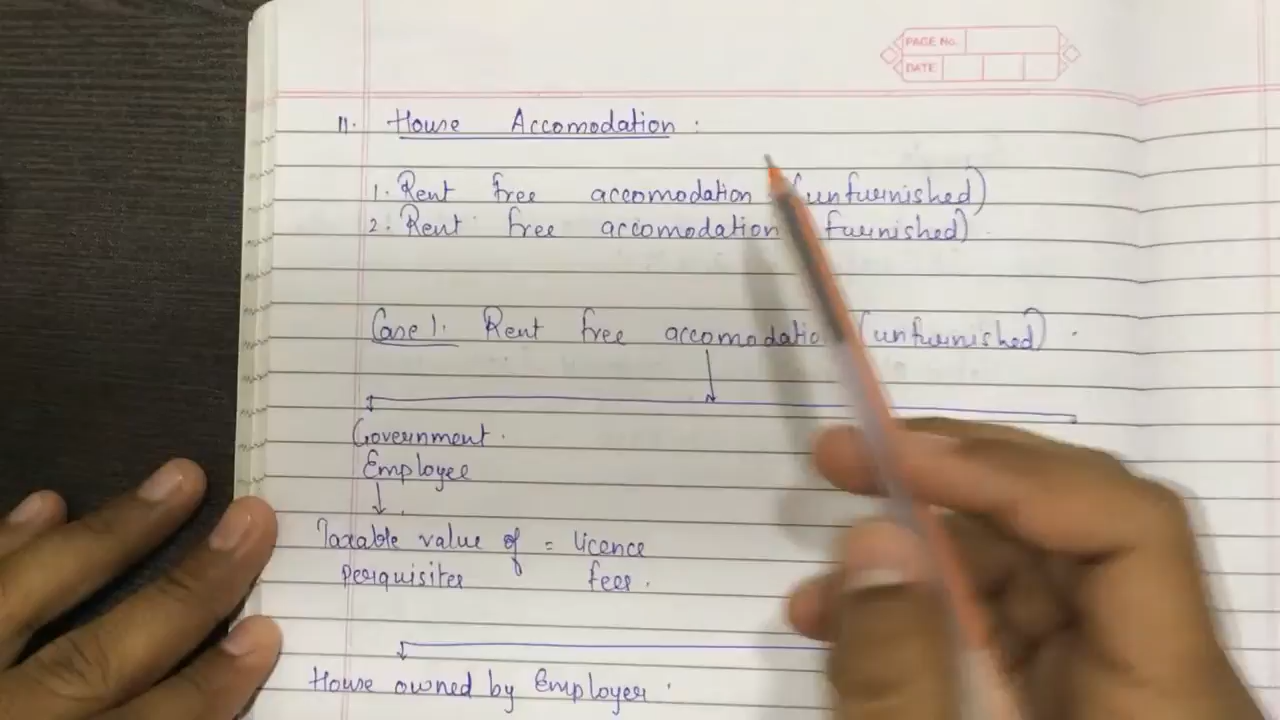 PAGE No.
DATE
11. House Accomodation :
1. Rent free accomodation (unfurnished)
2. Rent free accomodation (furnished)
Case 1. Rent free accomodatio (unfurnished)
Government
Employee
Taxable value of = licence
perquisites fees.
House owned by Employer